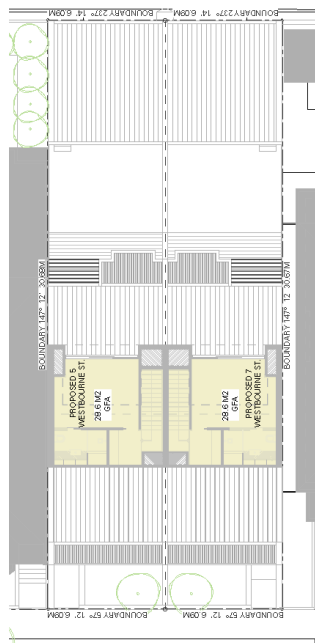 BOUNDARY 237° 14' 6.09M
BOUNDARY 237° 14' 6.09M
BOUNDARY 147° 12' 30.68M
BOUNDARY 147° 12' 30.67M
PROPOSED 5
WESTBOURNE ST.
28.6 M2
GFA
28.6 M2
GFA
PROPOSED 7
WESTBOURNE ST.
BOUNDARY 57° 12' 6.09M
BOUNDARY 57° 12' 6.09M